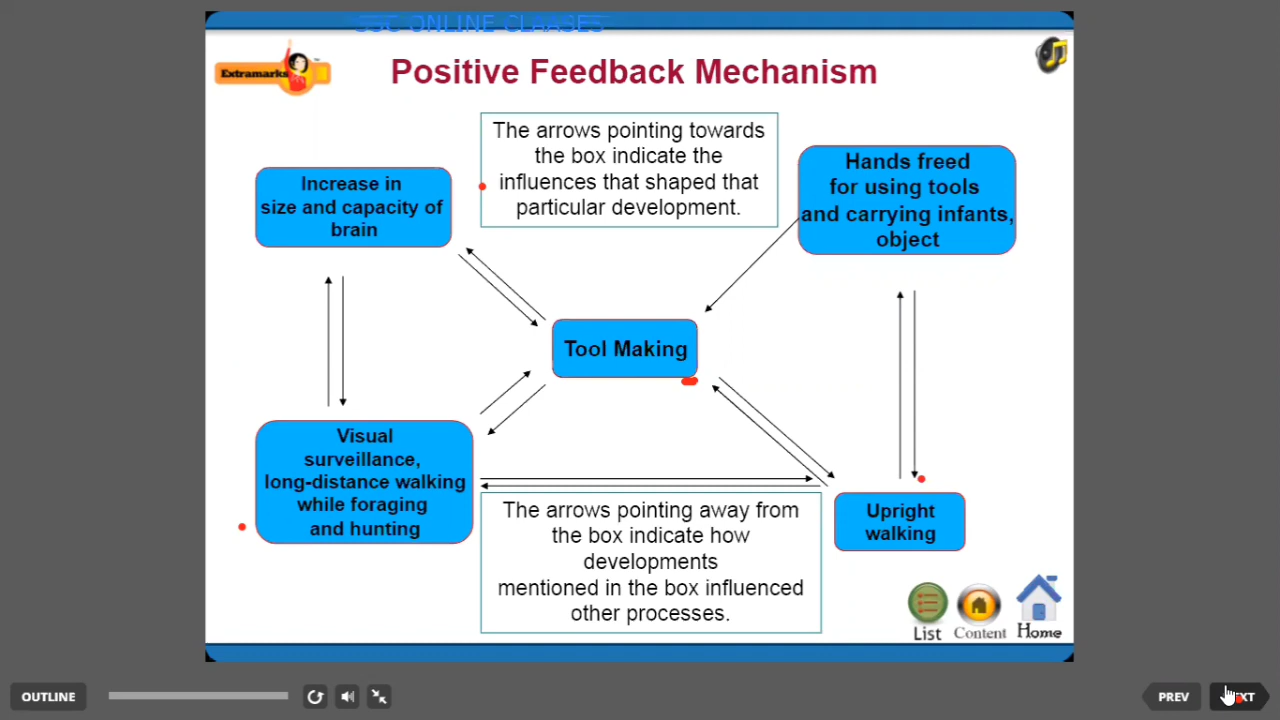 SSC ONLINE CLAASES
Extramarks
Positive Feedback Mechanism
The arrows pointing towards
the box indicate the
influences that shaped that
particular development.
Increase in
size and capacity of
brain
Hands freed
for using tools
and carrying infants,
object
Tool Making
Visual
surveillance,
long-distance walking
while foraging
and hunting
The arrows pointing away from
the box indicate how
developments
mentioned in the box influenced
other processes.
Upright
walking
List
Content
Home
OUTLINE
PREV